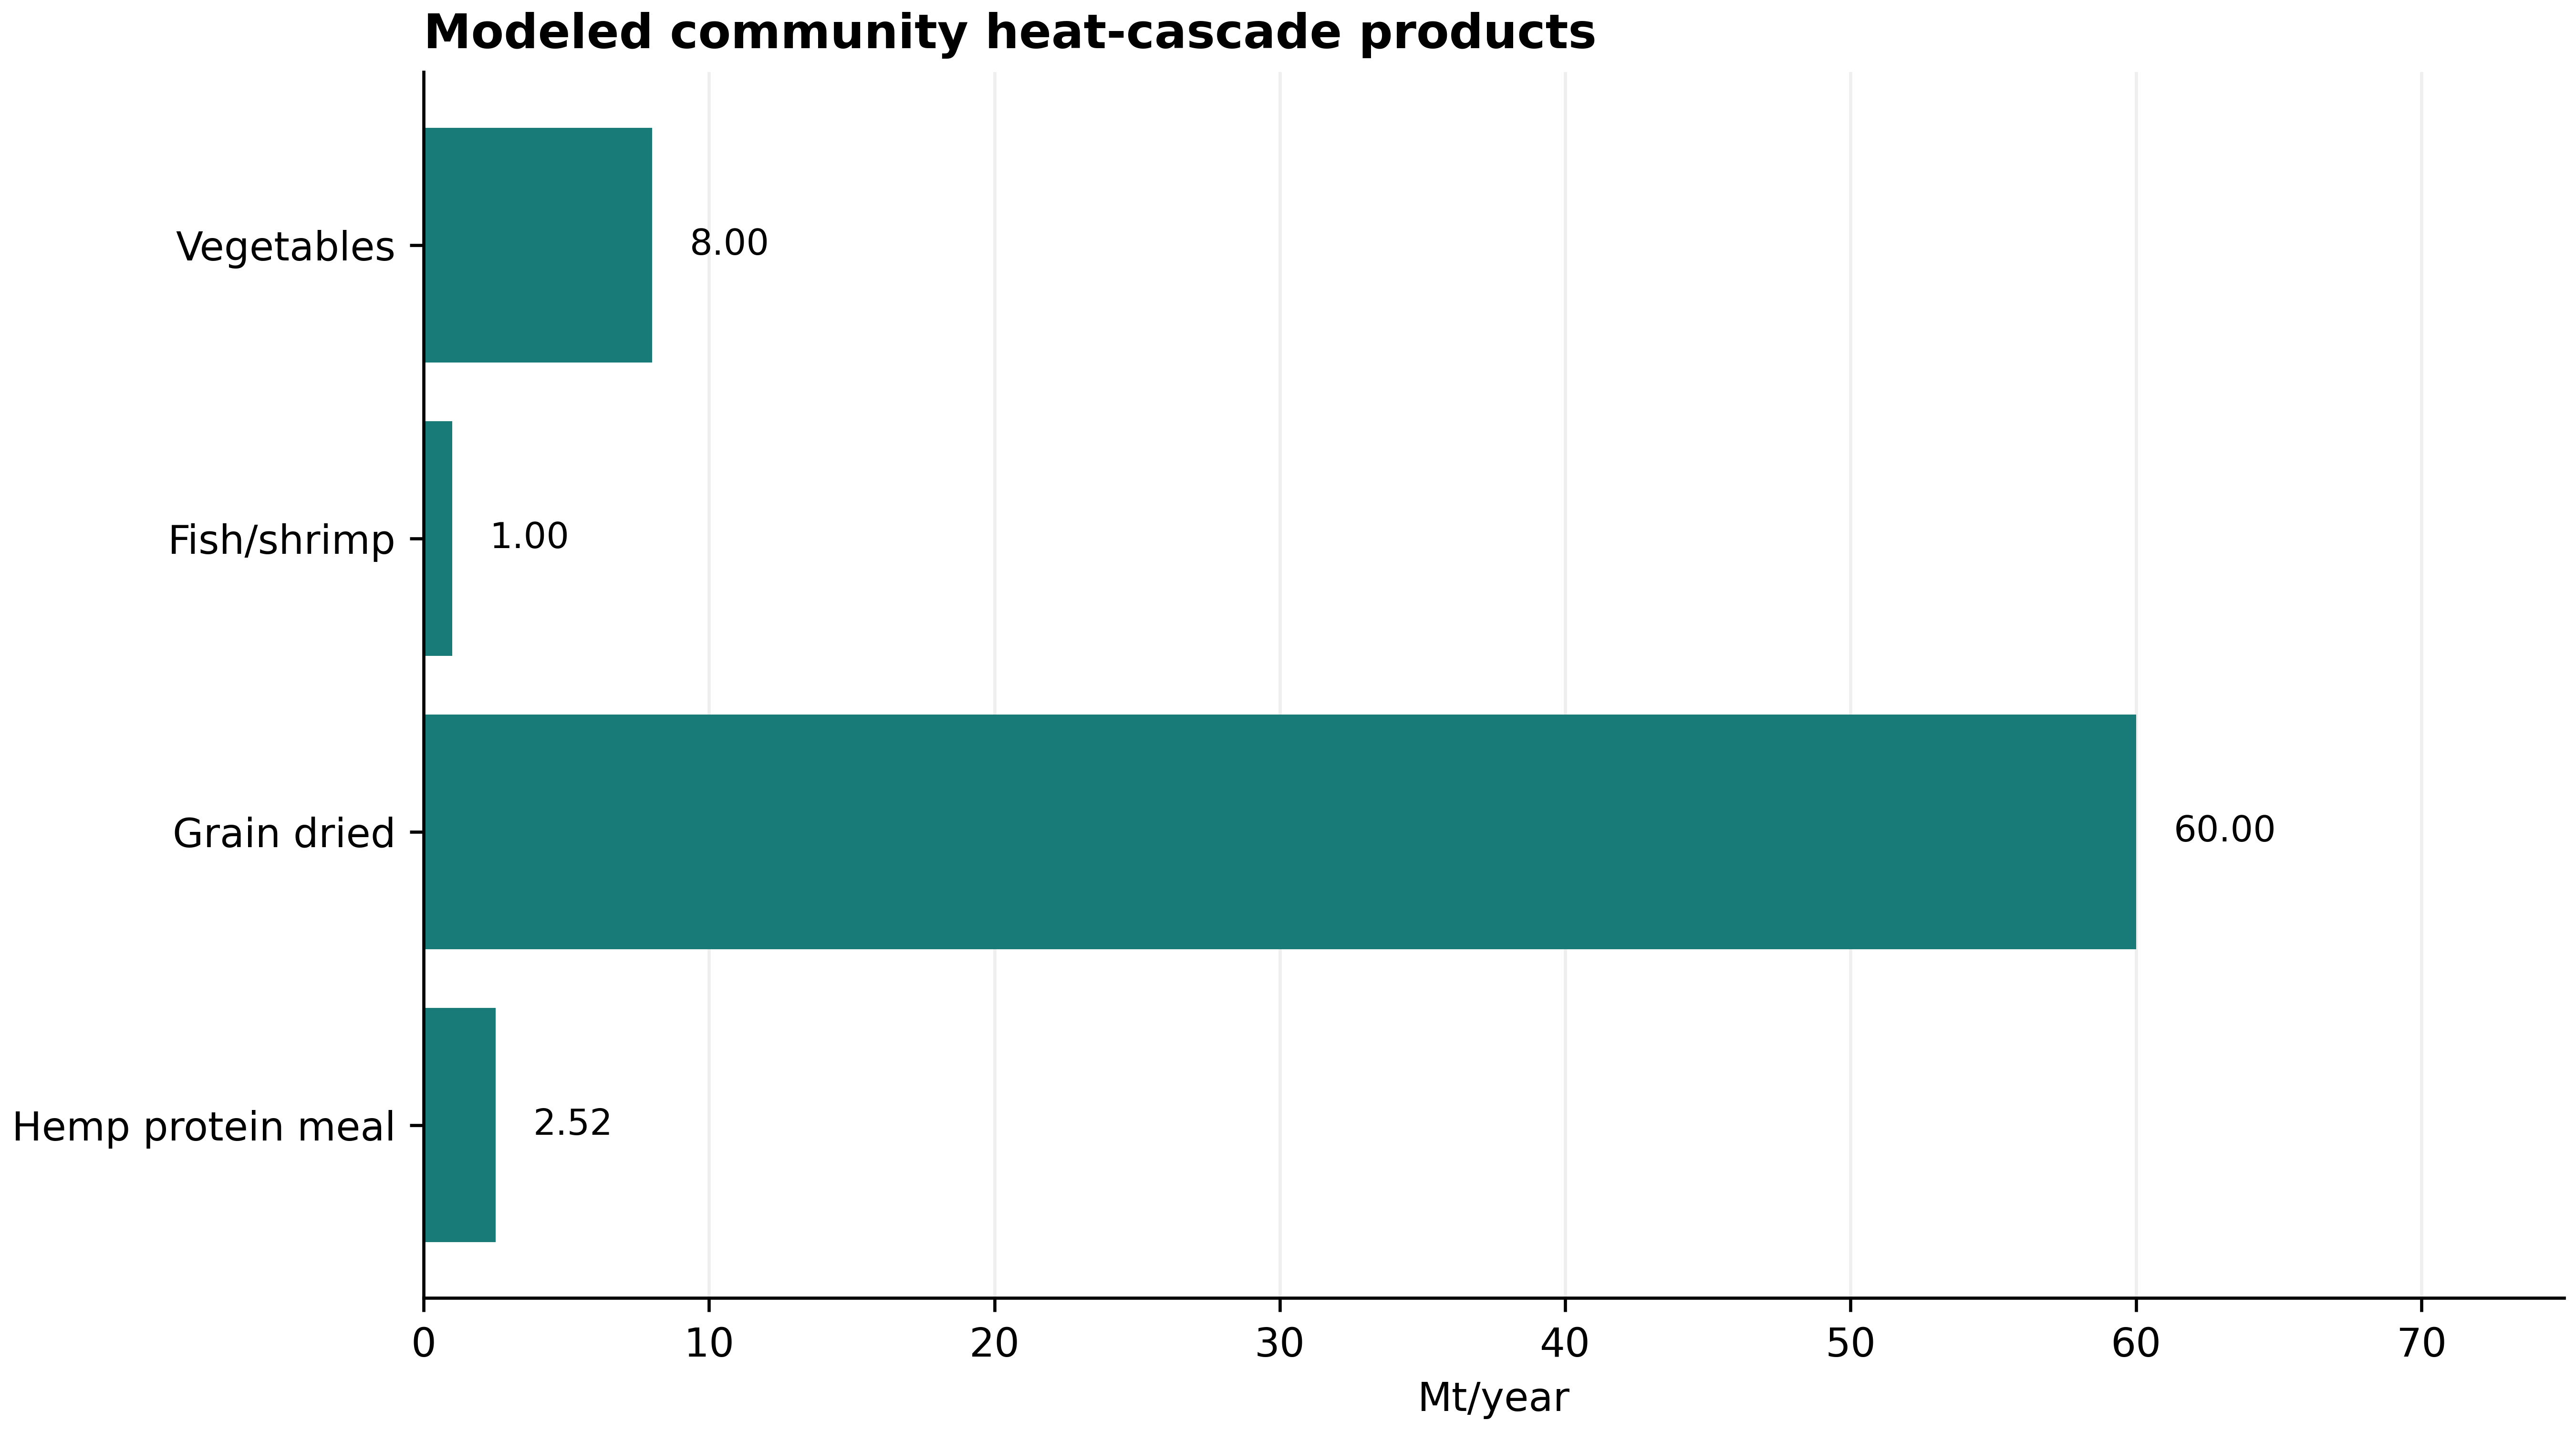 Modeled community heat-cascade products
Vegetables
8.00
Fish/shrimp
1.00
Grain dried
60.00
Hemp protein meal
2.52
0 10 20 30 40 50 60 70
Mt/year